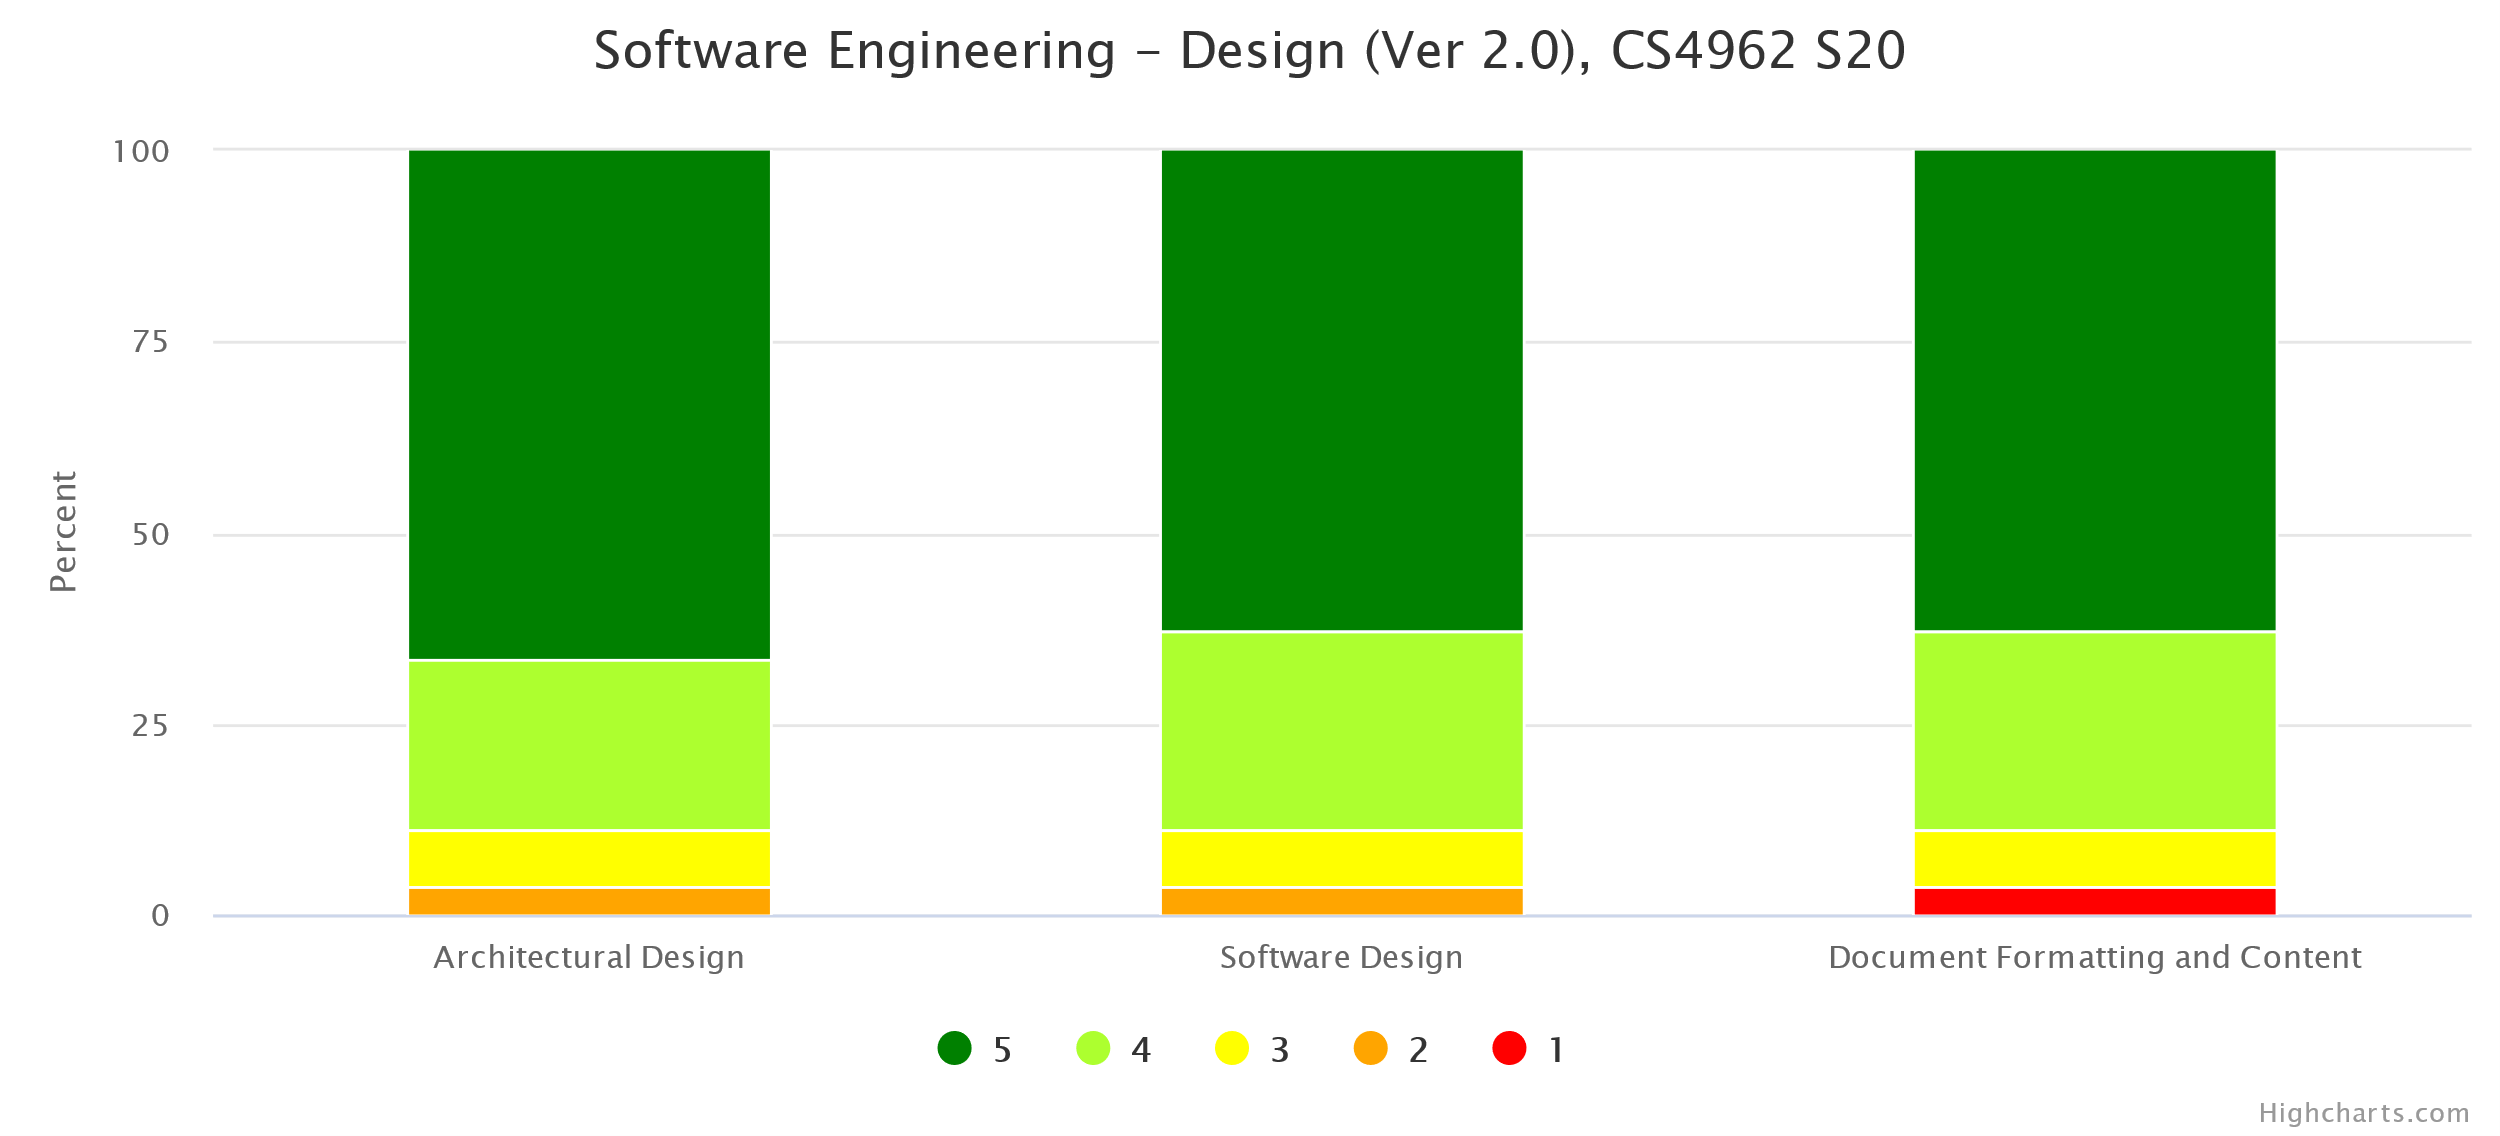 Software Engineering – Design (Ver 2.0), CS4962 S20
100
75
50
25
0
Percent
Architectural Design
Software Design
Document Formatting and Content
5 4 3 2 1
Highcharts.com